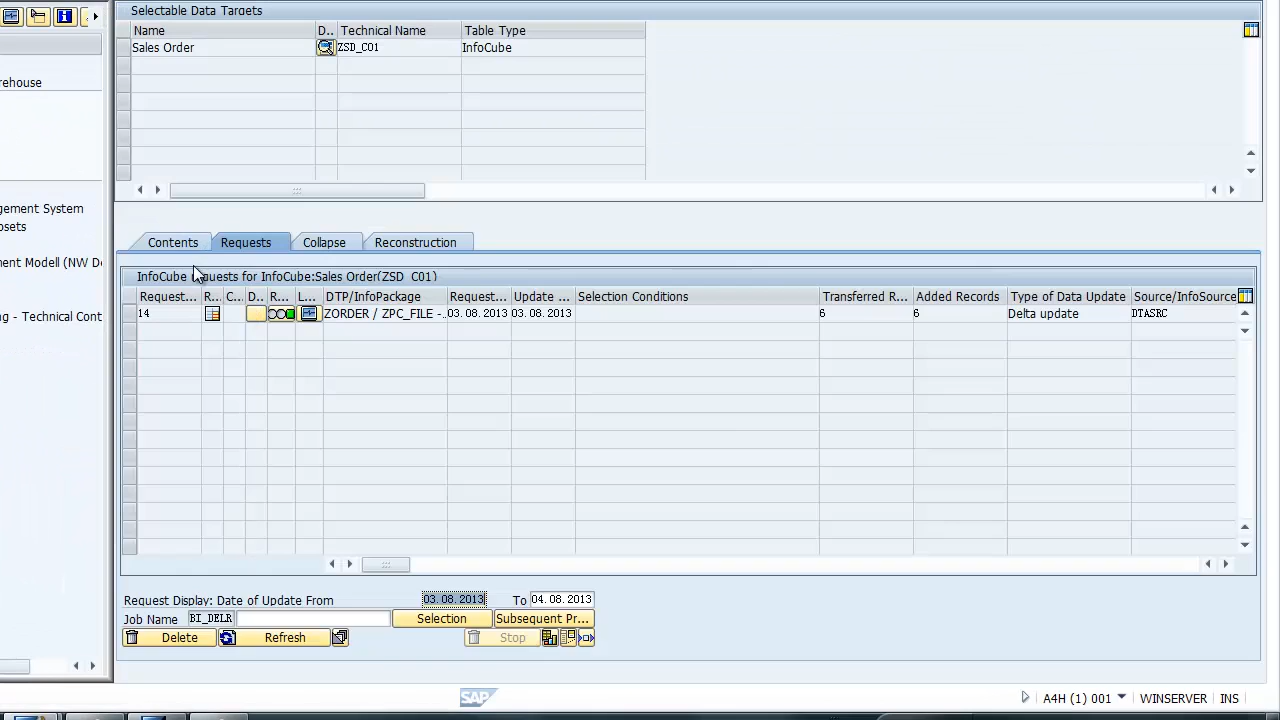 Selectable Data Targets
Name D.. Technical Name Table Type
Sales Order ZSD_C01 InfoCube
rehouse
gement System
osets
ent Modell (NW De
ng - Technical Cont
Contents Requests Collapse Reconstruction
InfoCube quests for InfoCube:Sales Order(ZSD_C01)
Request... R... C... D.. R... L... DTP/InfoPackage Request... Update ... Selection Conditions Transferred R... Added Records Type of Data Update Source/InfoSource
14 ZORDER / ZPC_FILE -... 03.08.2013 03.08.2013 6 6 Delta update DTASRC
Request Display: Date of Update From 03.08.2013 To 04.08.2013
Job Name BI_DELR Selection Subsequent Pr...
Delete Refresh Stop
SAP A4H (1) 001 WINSERVER INS